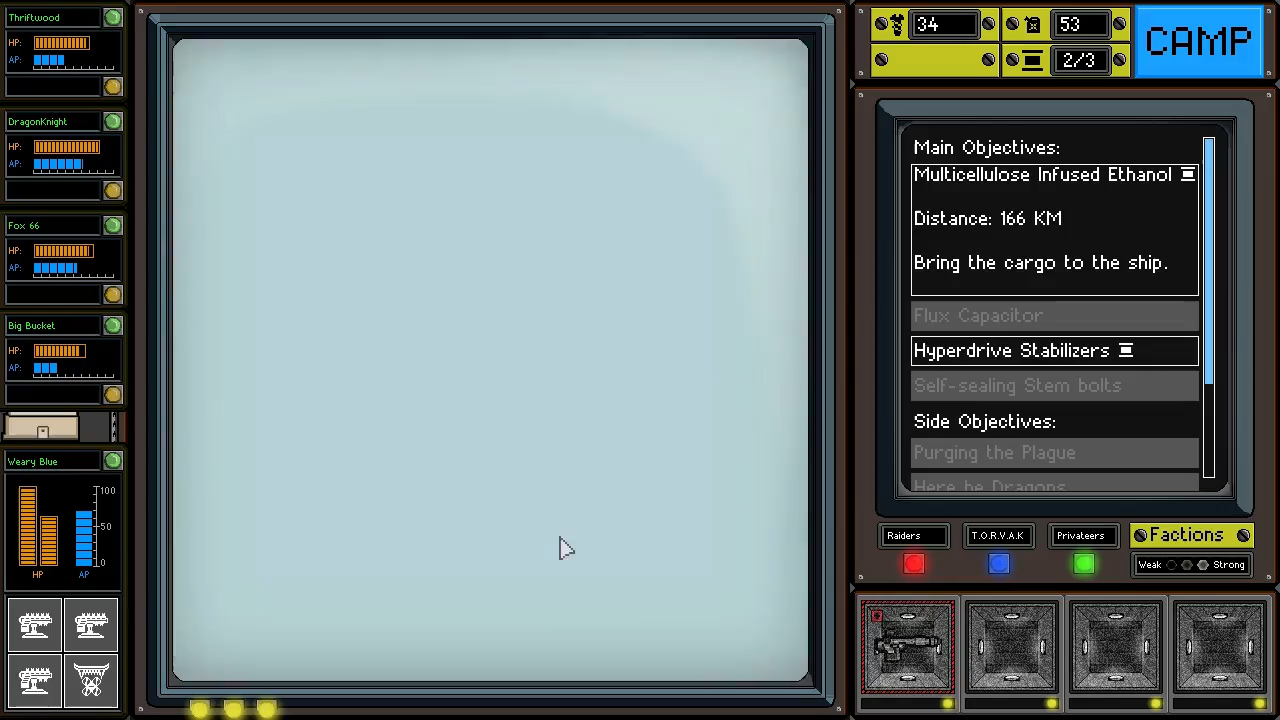 Thriftwood
HP:
AP:
DragonKnight
HP:
AP:
Fox 66
HP:
AP:
Big Bucket
HP:
AP:
Weary Blue
100
50
0
HP
AP
34
53
2/3
CAMP
Main Objectives:
Multicellulose Infused Ethanol
Distance: 166 KM
Bring the cargo to the ship.
Flux Capacitor
Hyperdrive Stabilizers
Self-sealing Stem bolts
Side Objectives:
Purging the Plague
Here be Dragons
Raiders
T.O.R.V.A.K
Privateers
Factions
Weak
Strong